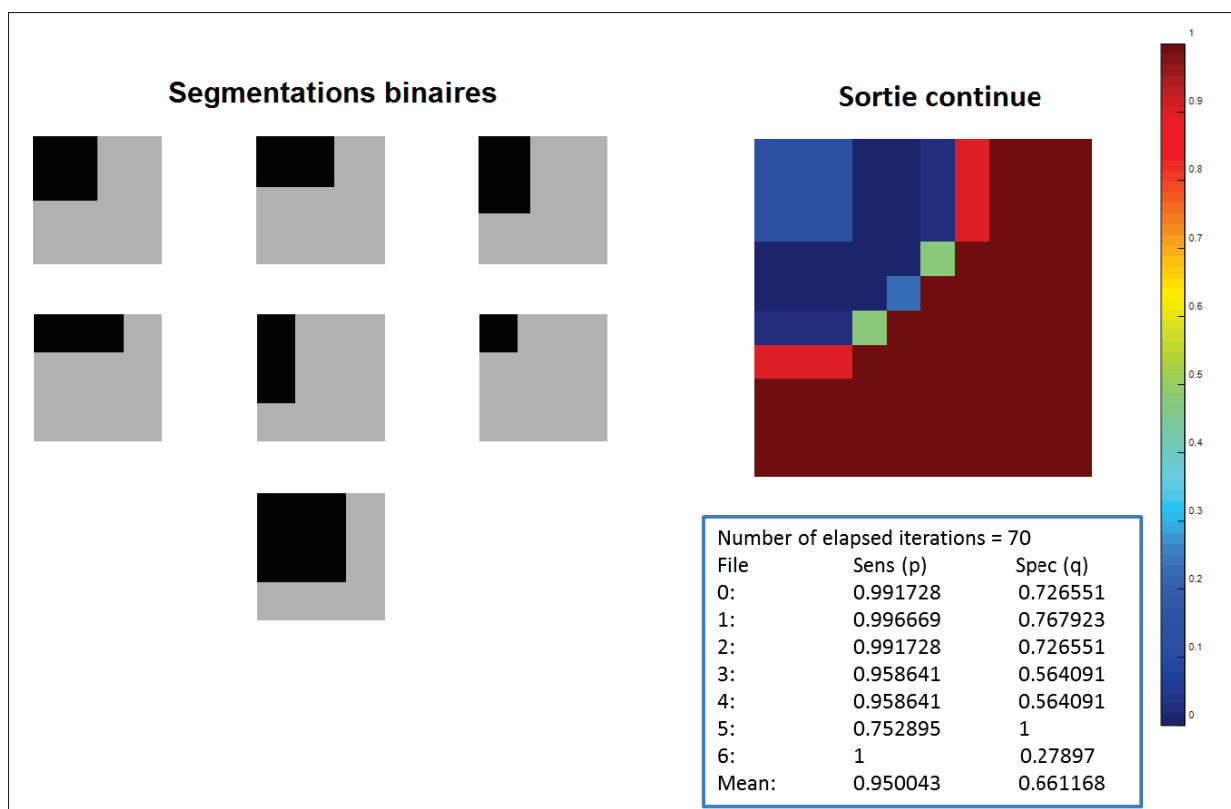 Segmentations binaires
Sortie continue
1
0.9
0.8
0.7
0.6
0.5
0.4
0.3
0.2
0.1
0
Number of elapsed iterations = 70
File Sens (p) Spec (q)
0: 0.991728 0.726551
1: 0.996669 0.767923
2: 0.991728 0.726551
3: 0.958641 0.564091
4: 0.958641 0.564091
5: 0.752895 1
6: 1 0.27897
Mean: 0.950043 0.661168